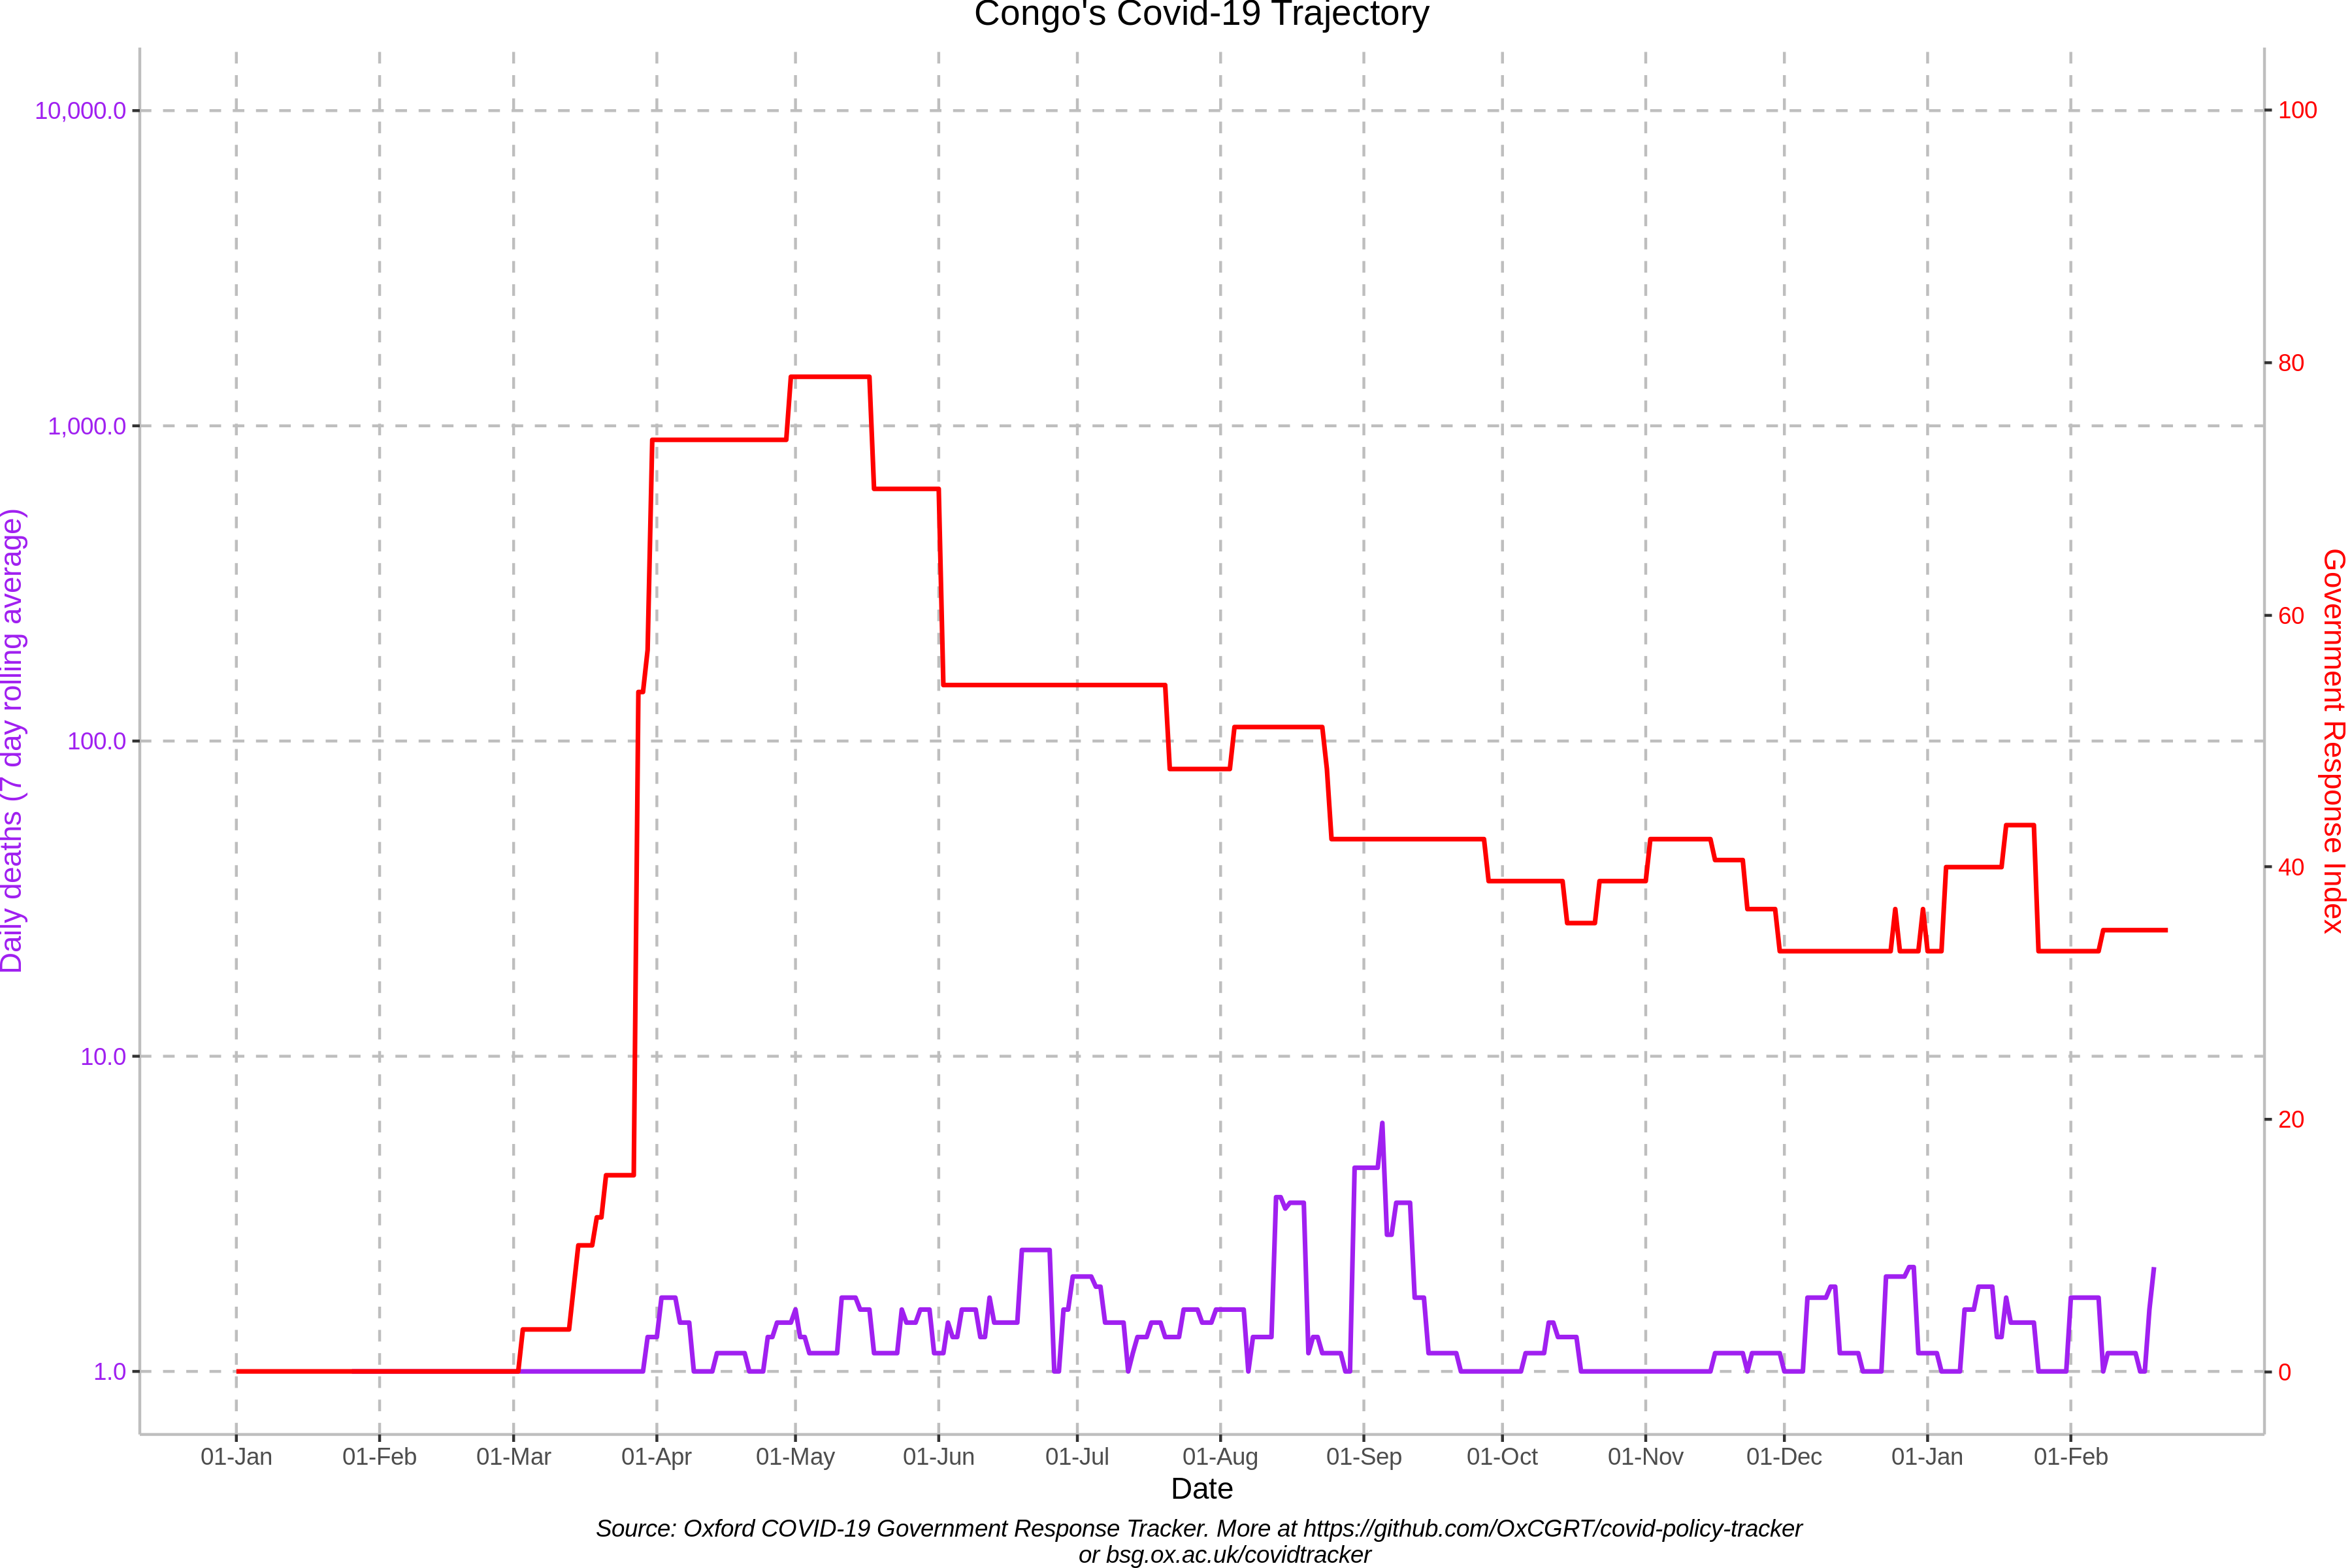 Congo's Covid-19 Trajectory
10,000.0
1,000.0
100.0
10.0
1.0
Daily deaths (7 day rolling average)
100
80
60
40
20
0
Government Response Index
01-Jan
01-Feb
01-Mar
01-Apr
01-May
01-Jun
01-Jul
01-Aug
01-Sep
01-Oct
01-Nov
01-Dec
01-Jan
01-Feb
Date
Source: Oxford COVID-19 Government Response Tracker. More at https://github.com/OxCGRT/covid-policy-tracker
or bsg.ox.ac.uk/covidtracker